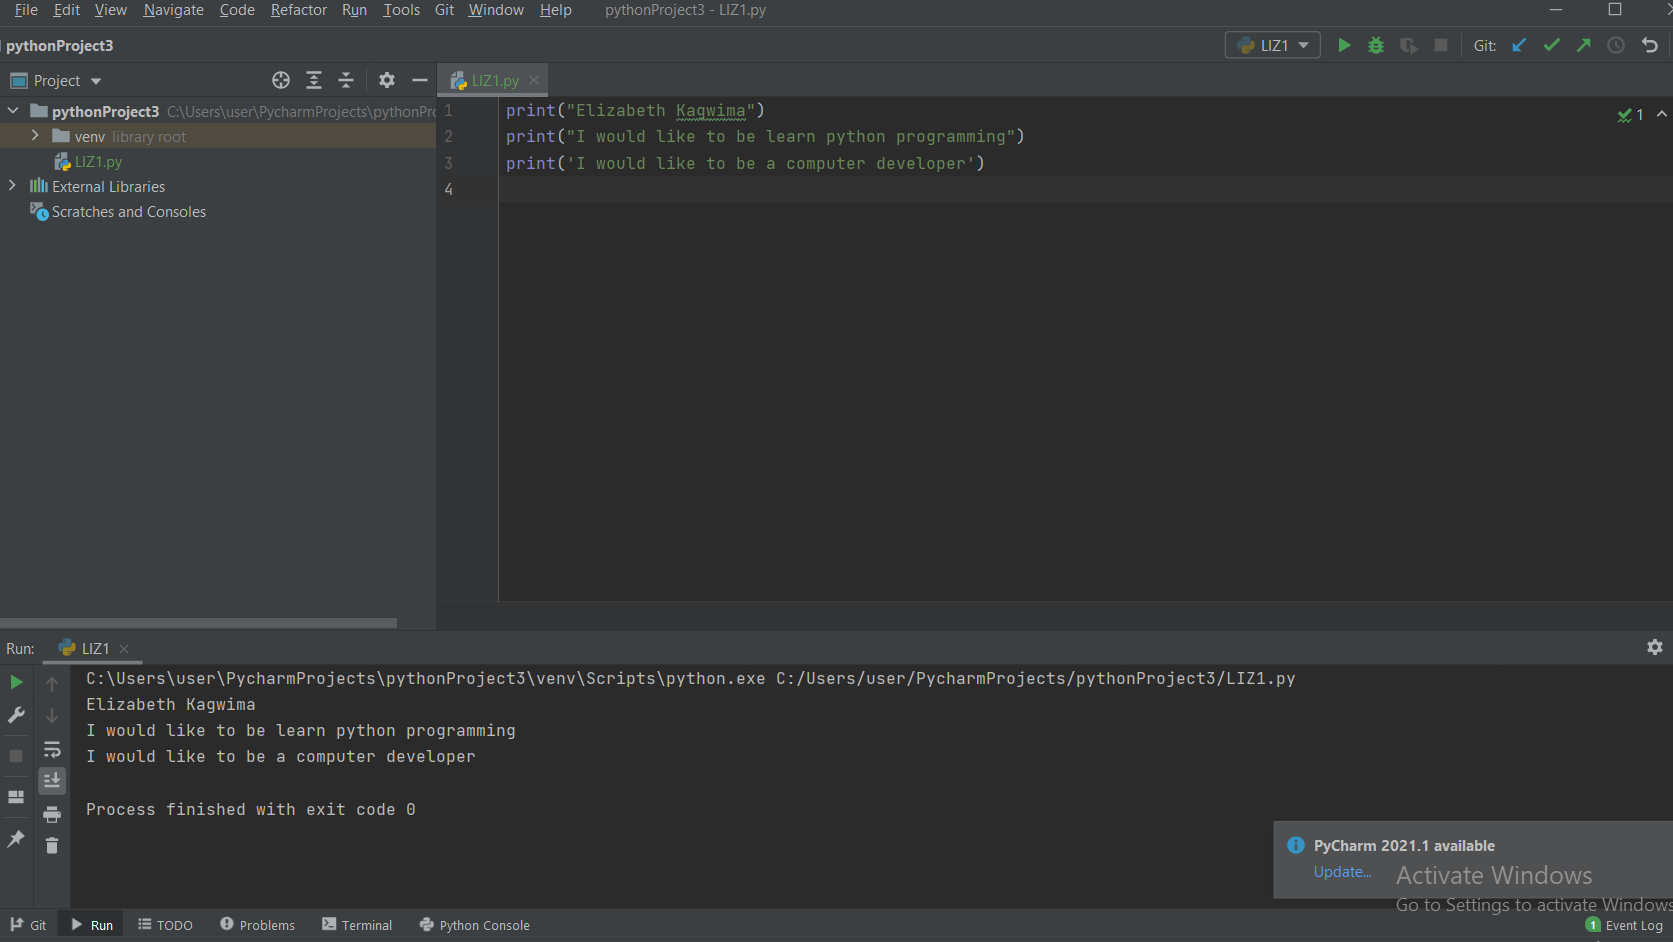 File Edit View Navigate Code Refactor Run Tools Git Window Help pythonProject3 - LIZ1.py
pythonProject3
LIZ1
Git:
Project
LIZ1.py
pythonProject3 C:\Users\user\PycharmProjects\pythonPro
venv library root
LIZ1.py
External Libraries
Scratches and Consoles
1 print("Elizabeth Kagwima")
2 print("I would like to be learn python programming")
3 print('I would like to be a computer developer')
4
1
Run: LIZ1
C:\Users\user\PycharmProjects\pythonProject3\venv\Scripts\python.exe C:/Users/user/PycharmProjects/pythonProject3/LIZ1.py
Elizabeth Kagwima
I would like to be learn python programming
I would like to be a computer developer
Process finished with exit code 0
PyCharm 2021.1 available
Update...
Activate Windows
Go to Settings to activate Windows
Git Run TODO Problems Terminal Python Console
1 Event Log